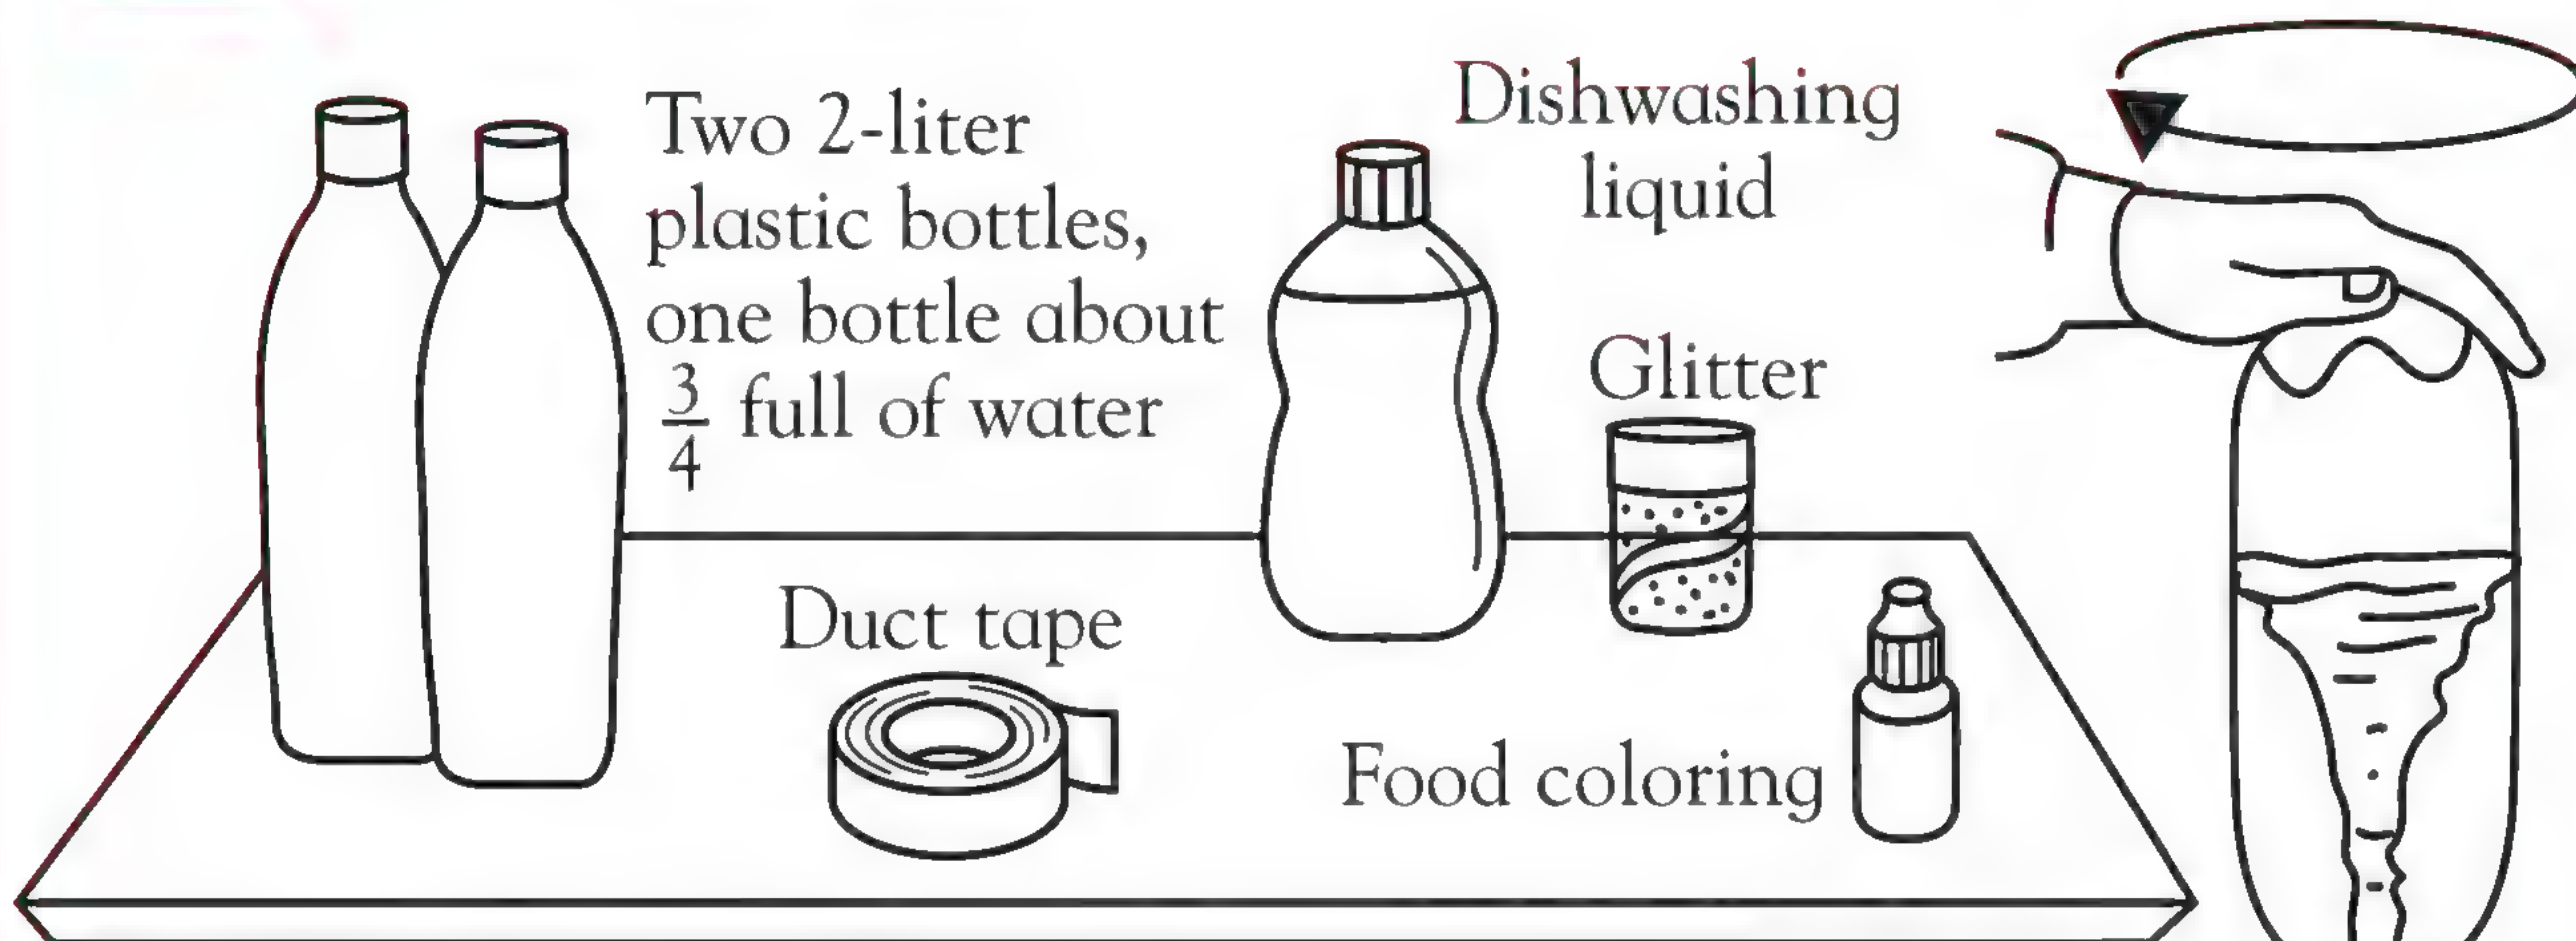 Two 2-liter
plastic bottles,
one bottle about
3/4 full of water
Dishwashing
liquid
Glitter
Duct tape
Food coloring